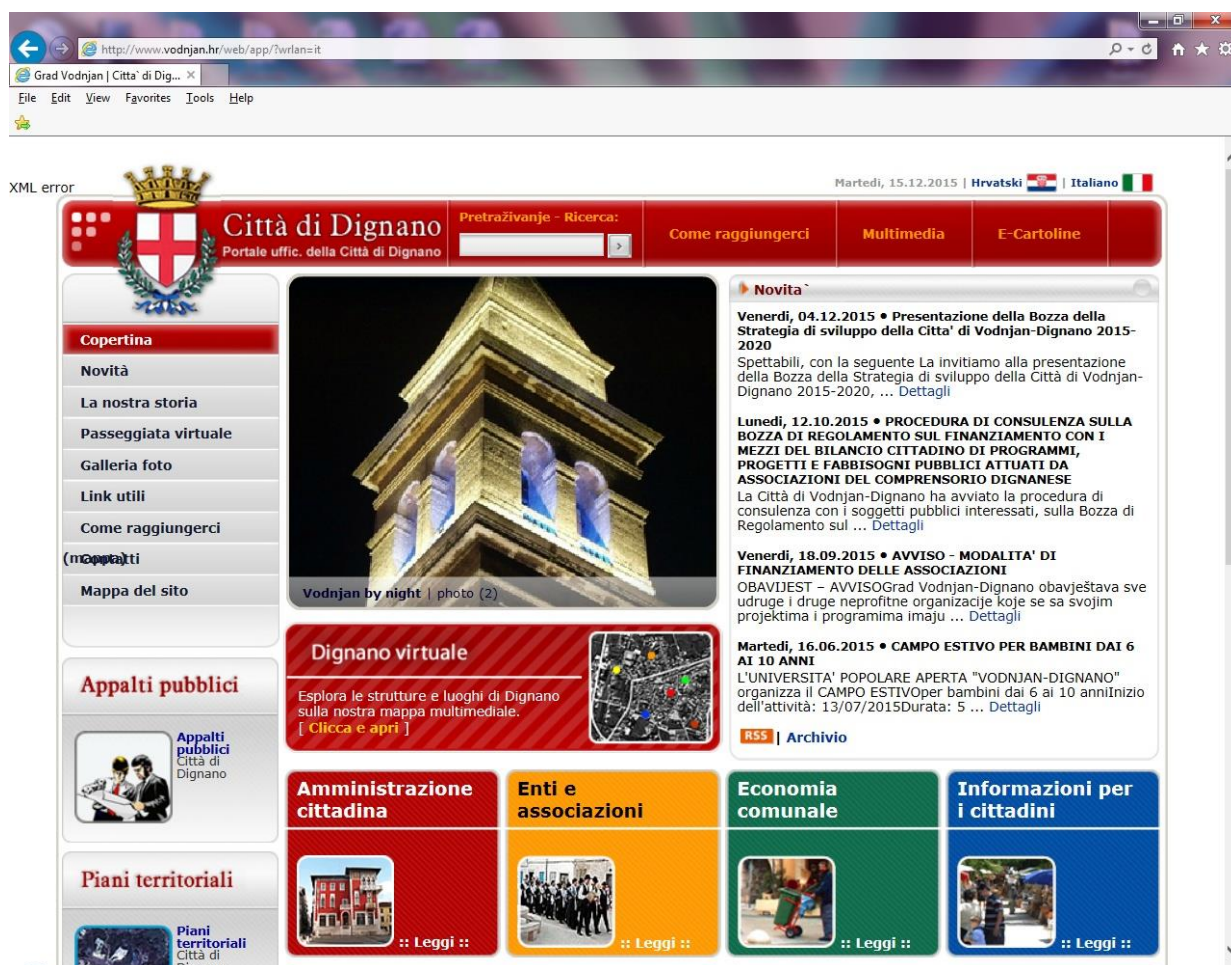 http://www.vodnjan.hr/web/app/?wrlan=it
Grad Vodnjan | Citta` di Dig...
File Edit View Favorites Tools Help
XML error
Martedi, 15.12.2015 | Hrvatski | Italiano
Città di Dignano
Portale uffic. della Città di Dignano
Pretraživanje - Ricerca:
Come raggiungerci
Multimedia
E-Cartoline
Copertina
Novità
La nostra storia
Passeggiata virtuale
Galleria foto
Link utili
Come raggiungerci
(mappa)
Contatti
Mappa del sito
Vodnjan by night | photo (2)
Novita`
Venerdi, 04.12.2015 • Presentazione della Bozza della
Strategia di sviluppo della Citta' di Vodnjan-Dignano 2015-
2020
Spettabili, con la seguente La invitiamo alla presentazione
della Bozza della Strategia di sviluppo della Città di Vodnjan-
Dignano 2015-2020, ... Dettagli
Lunedi, 12.10.2015 • PROCEDURA DI CONSULENZA SULLA
BOZZA DI REGOLAMENTO SUL FINANZIAMENTO CON I
MEZZI DEL BILANCIO CITTADINO DI PROGRAMMI,
PROGETTI E FABBISOGNI PUBBLICI ATTUATI DA
ASSOCIAZIONI DEL COMPRENSORIO DIGNANESE
La Città di Vodnjan-Dignano ha avviato la procedura di
consulenza con i soggetti pubblici interessati, sulla Bozza di
Regolamento sul ... Dettagli
Venerdi, 18.09.2015 • AVVISO - MODALITA' DI
FINANZIAMENTO DELLE ASSOCIAZIONI
OBAVIJEST – AVVISOGrad Vodnjan-Dignano obavještava sve
udruge i druge neprofitne organizacije koje se sa svojim
projektima i programima imaju ... Dettagli
Martedi, 16.06.2015 • CAMPO ESTIVO PER BAMBINI DAI 6
AI 10 ANNI
L'UNIVERSITA' POPOLARE APERTA "VODNJAN-DIGNANO"
organizza il CAMPO ESTIVOper bambini dai 6 ai 10 anniInizio
dell'attività: 13/07/2015Durata: 5 ... Dettagli
RSS | Archivio
Dignano virtuale
Esplora le strutture e luoghi di Dignano
sulla nostra mappa multimediale.
[ Clicca e apri ]
Appalti pubblici
Appalti
pubblici
Città di
Dignano
Piani territoriali
Piani
territoriali
Città di
Amministrazione
cittadina
:: Leggi ::
Enti e
associazioni
:: Leggi ::
Economia
comunale
:: Leggi ::
Informazioni per
i cittadini
:: Leggi ::